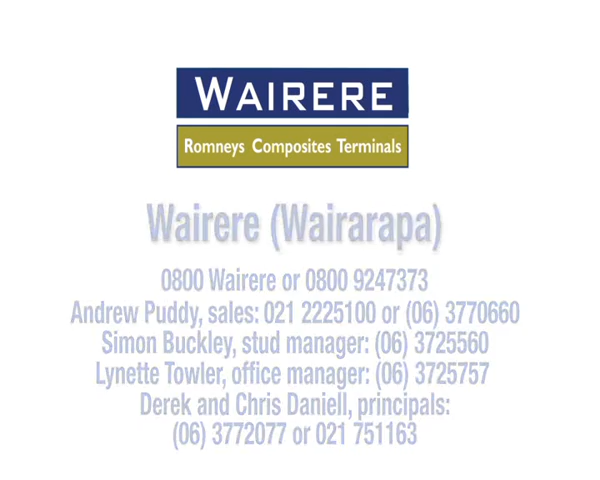 WAIRERE
Romneys Composites Terminals
Wairere (Wairarapa)
0800 Wairere or 0800 9247373
Andrew Puddy, sales: 021 2225100 or (06) 3770660
Simon Buckley, stud manager: (06) 3725560
Lynette Towler, office manager: (06) 3725757
Derek and Chris Daniell, principals:
(06) 3772077 or 021 751163